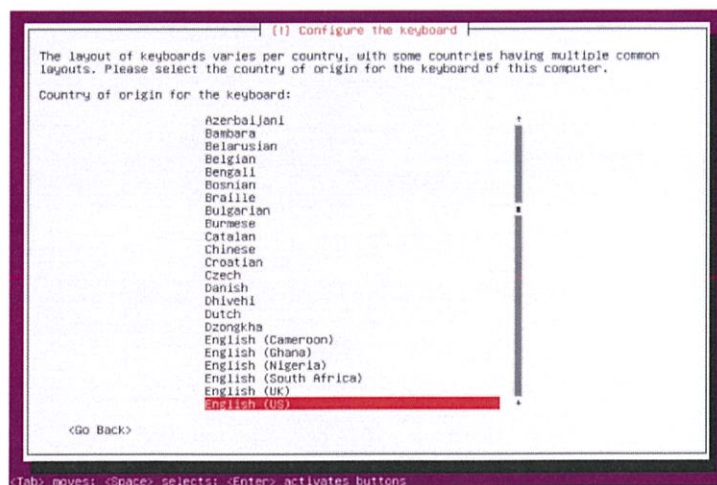 [!] Configure the keyboard
The layout of keyboards varies per country, with some countries having multiple common
layouts. Please select the country of origin for the keyboard of this computer.
Country of origin for the keyboard:
Azerbaijani
Bambara
Belarusian
Belgian
Bengali
Bosnian
Braille
Bulgarian
Burmese
Catalan
Chinese
Croatian
Czech
Danish
Dhivehi
Dutch
Dzongkha
English (Cameroon)
English (Ghana)
English (Nigeria)
English (South Africa)
English (UK)
English (US)
<Go Back>
<Tab> moves; <Space> selects; <Enter> activates buttons